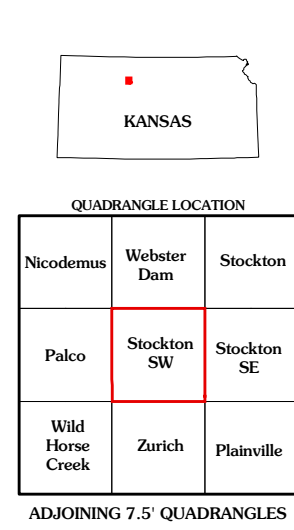 KANSAS
QUADRANGLE LOCATION
Nicodemus
Webster
Dam
Stockton
Palco
Stockton
SW
Stockton
SE
Wild
Horse
Creek
Zurich
Plainville
ADJOINING 7.5' QUADRANGLES